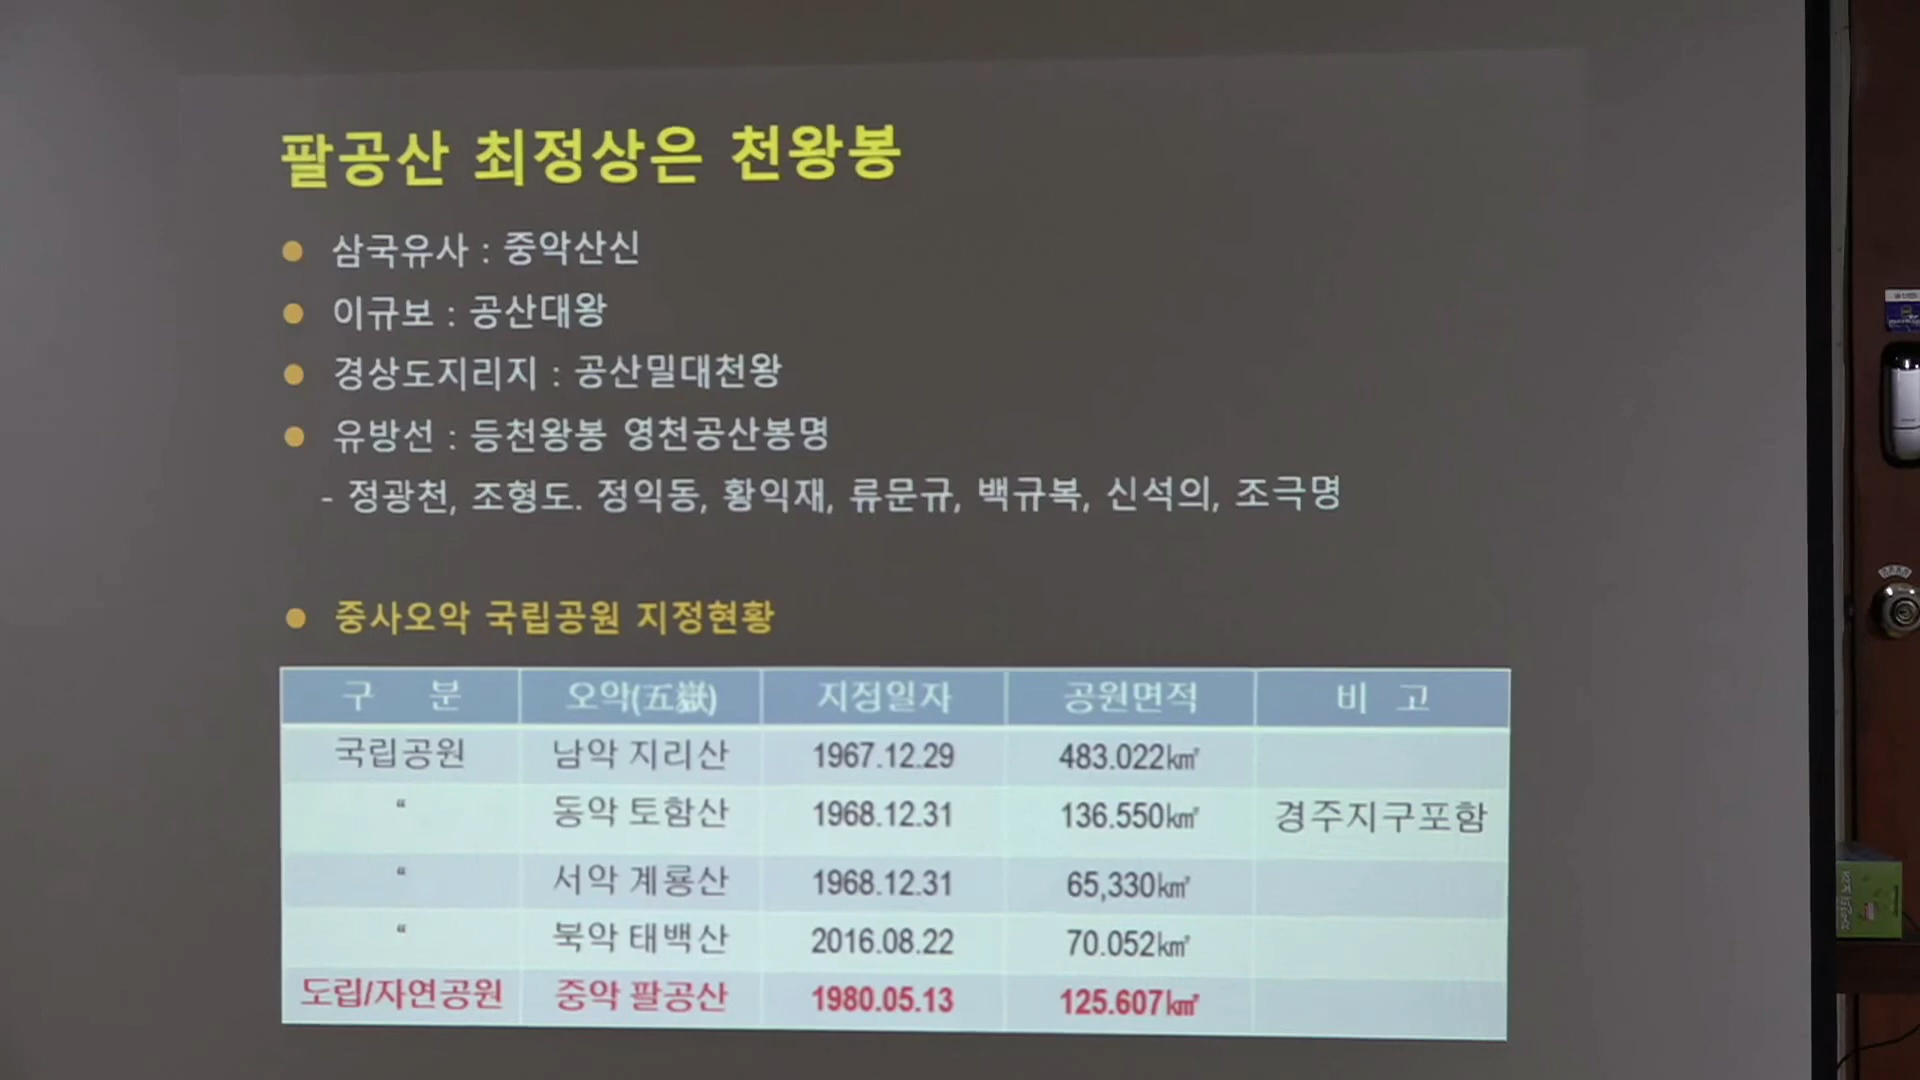 팔공산 최정상은 천왕봉
● 삼국유사 : 중악산신
● 이규보 : 공산대왕
● 경상도지리지 : 공산밀대천왕
● 유방선 : 등천왕봉 영천공산봉명
- 정광천, 조형도. 정익동, 황익재, 류문규, 백규복, 신석의, 조극명
● 중사오악 국립공원 지정현황
구 분 오악(五嶽) 지정일자 공원면적 비 고
국립공원 남악 지리산 1967.12.29 483.022㎢
“ 동악 토함산 1968.12.31 136.550㎢ 경주지구포함
“ 서악 계룡산 1968.12.31 65,330㎢
“ 북악 태백산 2016.08.22 70.052㎢
도립/자연공원 중악 팔공산 1980.05.13 125.607㎢